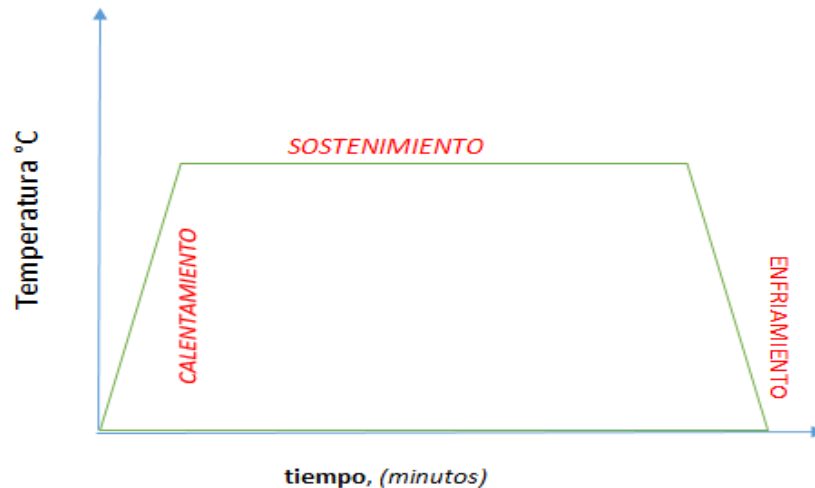 Temperatura °C
SOSTENIMIENTO
CALENTAMIENTO
ENFRIAMIENTO
tiempo, (minutos)